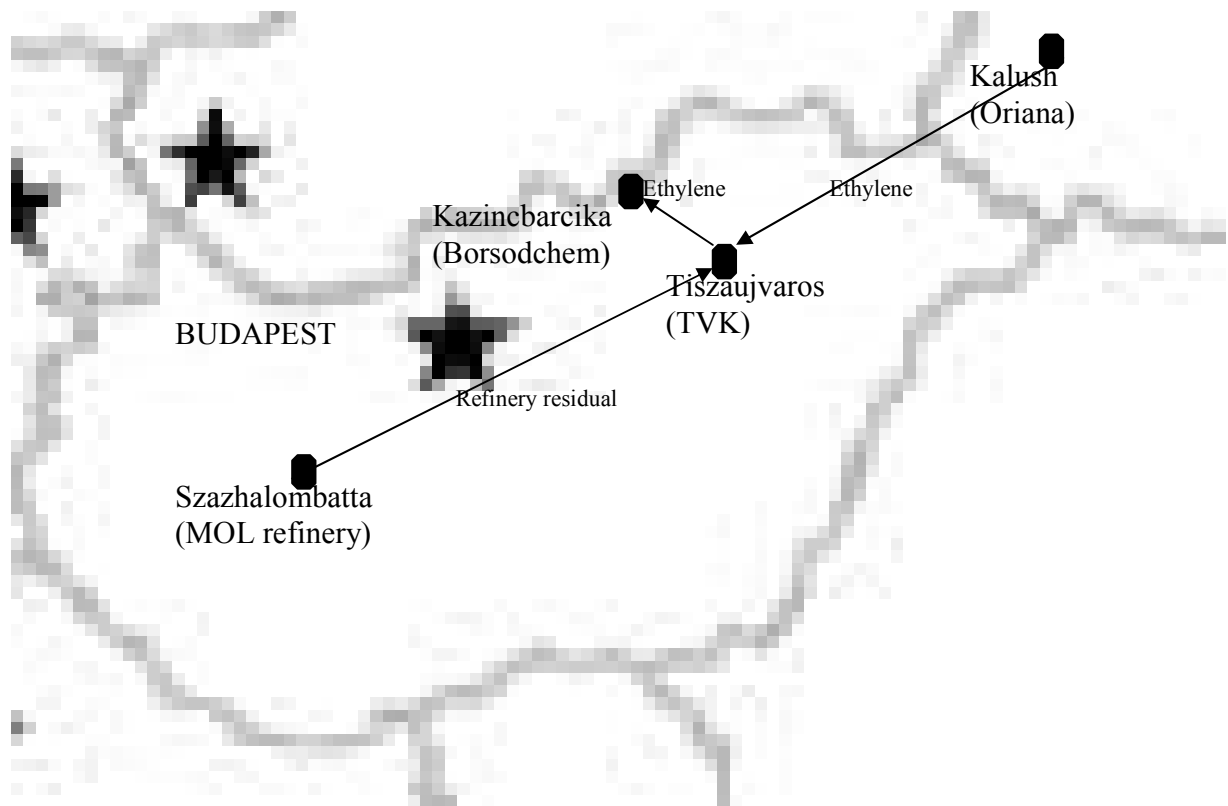 Kalush
(Oriana)
Ethylene
Ethylene
Kazincbarcika
(Borsodchem)
Tiszaujvaros
(TVK)
BUDAPEST
Refinery residual
Szazhalombatta
(MOL refinery)